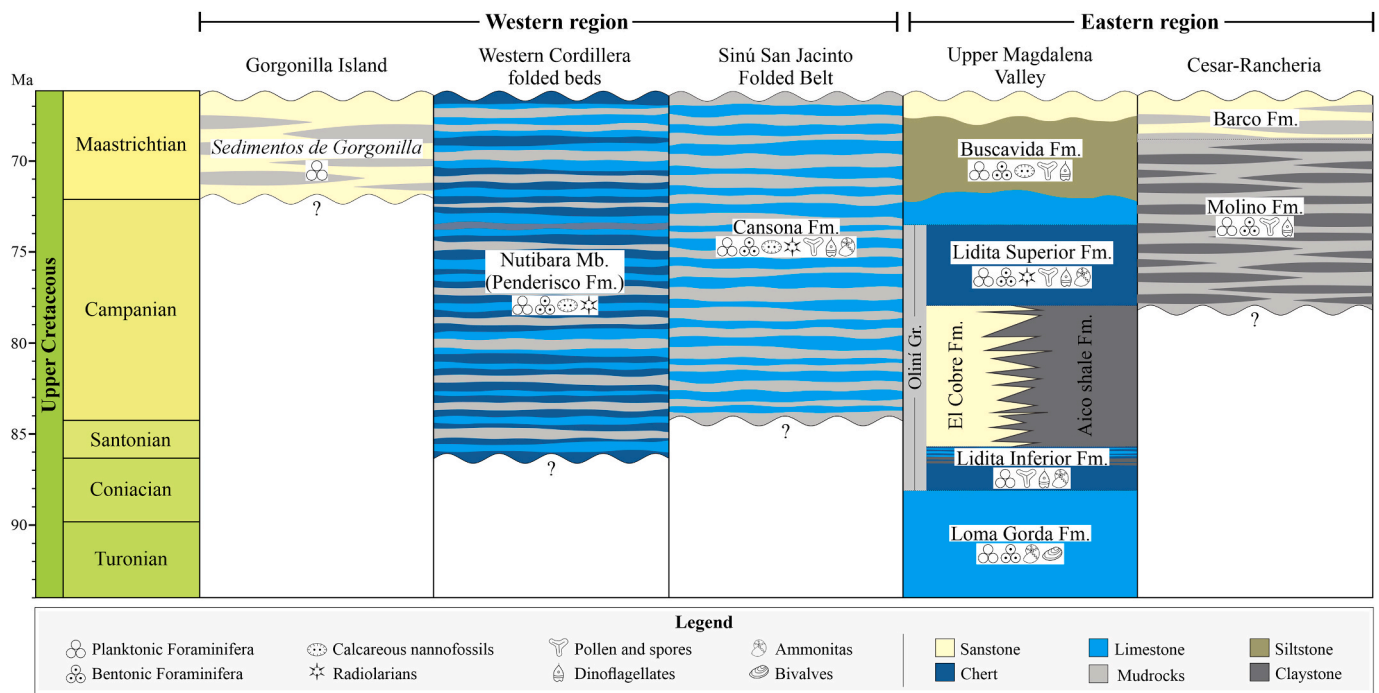 Western region
Eastern region
Ma
Gorgonilla Island
Western Cordillera
folded beds
Sinú San Jacinto
Folded Belt
Upper Magdalena
Valley
Cesar-Rancheria
Upper Cretaceous
Maastrichtian
Campanian
Santonian
Coniacian
Turonian
70
75
80
85
90
Sedimentos de Gorgonilla
?
Nutibara Mb.
(Penderisco Fm.)
?
Cansona Fm.
?
Buscavida Fm.
Oliní Gr.
Lidita Superior Fm.
El Cobre Fm.
Aico shale Fm.
Lidita Inferior Fm.
Loma Gorda Fm.
Barco Fm.
Molino Fm.
?
Legend
Planktonic Foraminifera
Calcareous nannofossils
Pollen and spores
Ammonitas
Sanstone
Limestone
Siltstone
Bentonic Foraminifera
Radiolarians
Dinoflagellates
Bivalves
Chert
Mudrocks
Claystone